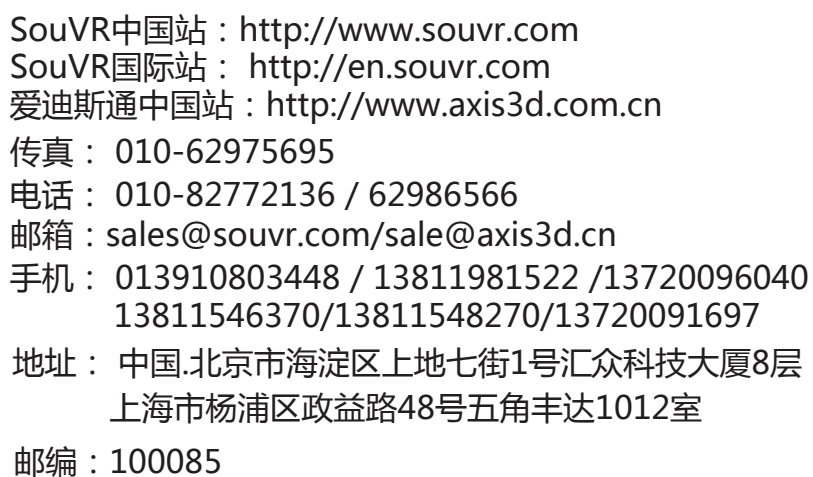 SouVR中国站：http://www.souvr.com
SouVR国际站： http://en.souvr.com
爱迪斯通中国站：http://www.axis3d.com.cn
传真： 010-62975695
电话： 010-82772136 / 62986566
邮箱：sales@souvr.com/sale@axis3d.cn
手机： 013910803448 / 13811981522 /13720096040
13811546370/13811548270/13720091697
地址： 中国.北京市海淀区上地七街1号汇众科技大厦8层
上海市杨浦区政益路48号五角丰达1012室
邮编：100085